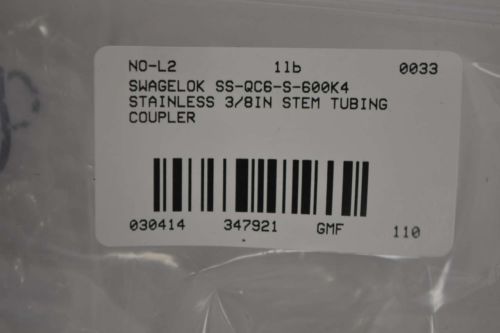 NO-L2 1lb 0033
SWAGELOK SS-QC6-S-600K4
STAINLESS 3/8IN STEM TUBING
COUPLER
030414 347921 GMF 110